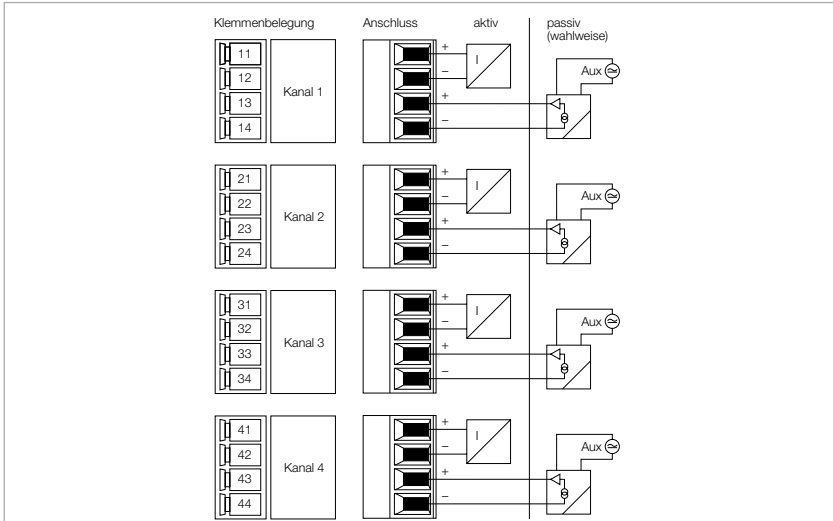 Klemmenbelegung Anschluss aktiv passiv
(wahlweise)
11
12
13
14
Kanal 1
+
–
+
–
I
Aux
21
22
23
24
Kanal 2
+
–
+
–
I
Aux
31
32
33
34
Kanal 3
+
–
+
–
I
Aux
41
42
43
44
Kanal 4
+
–
+
–
I
Aux